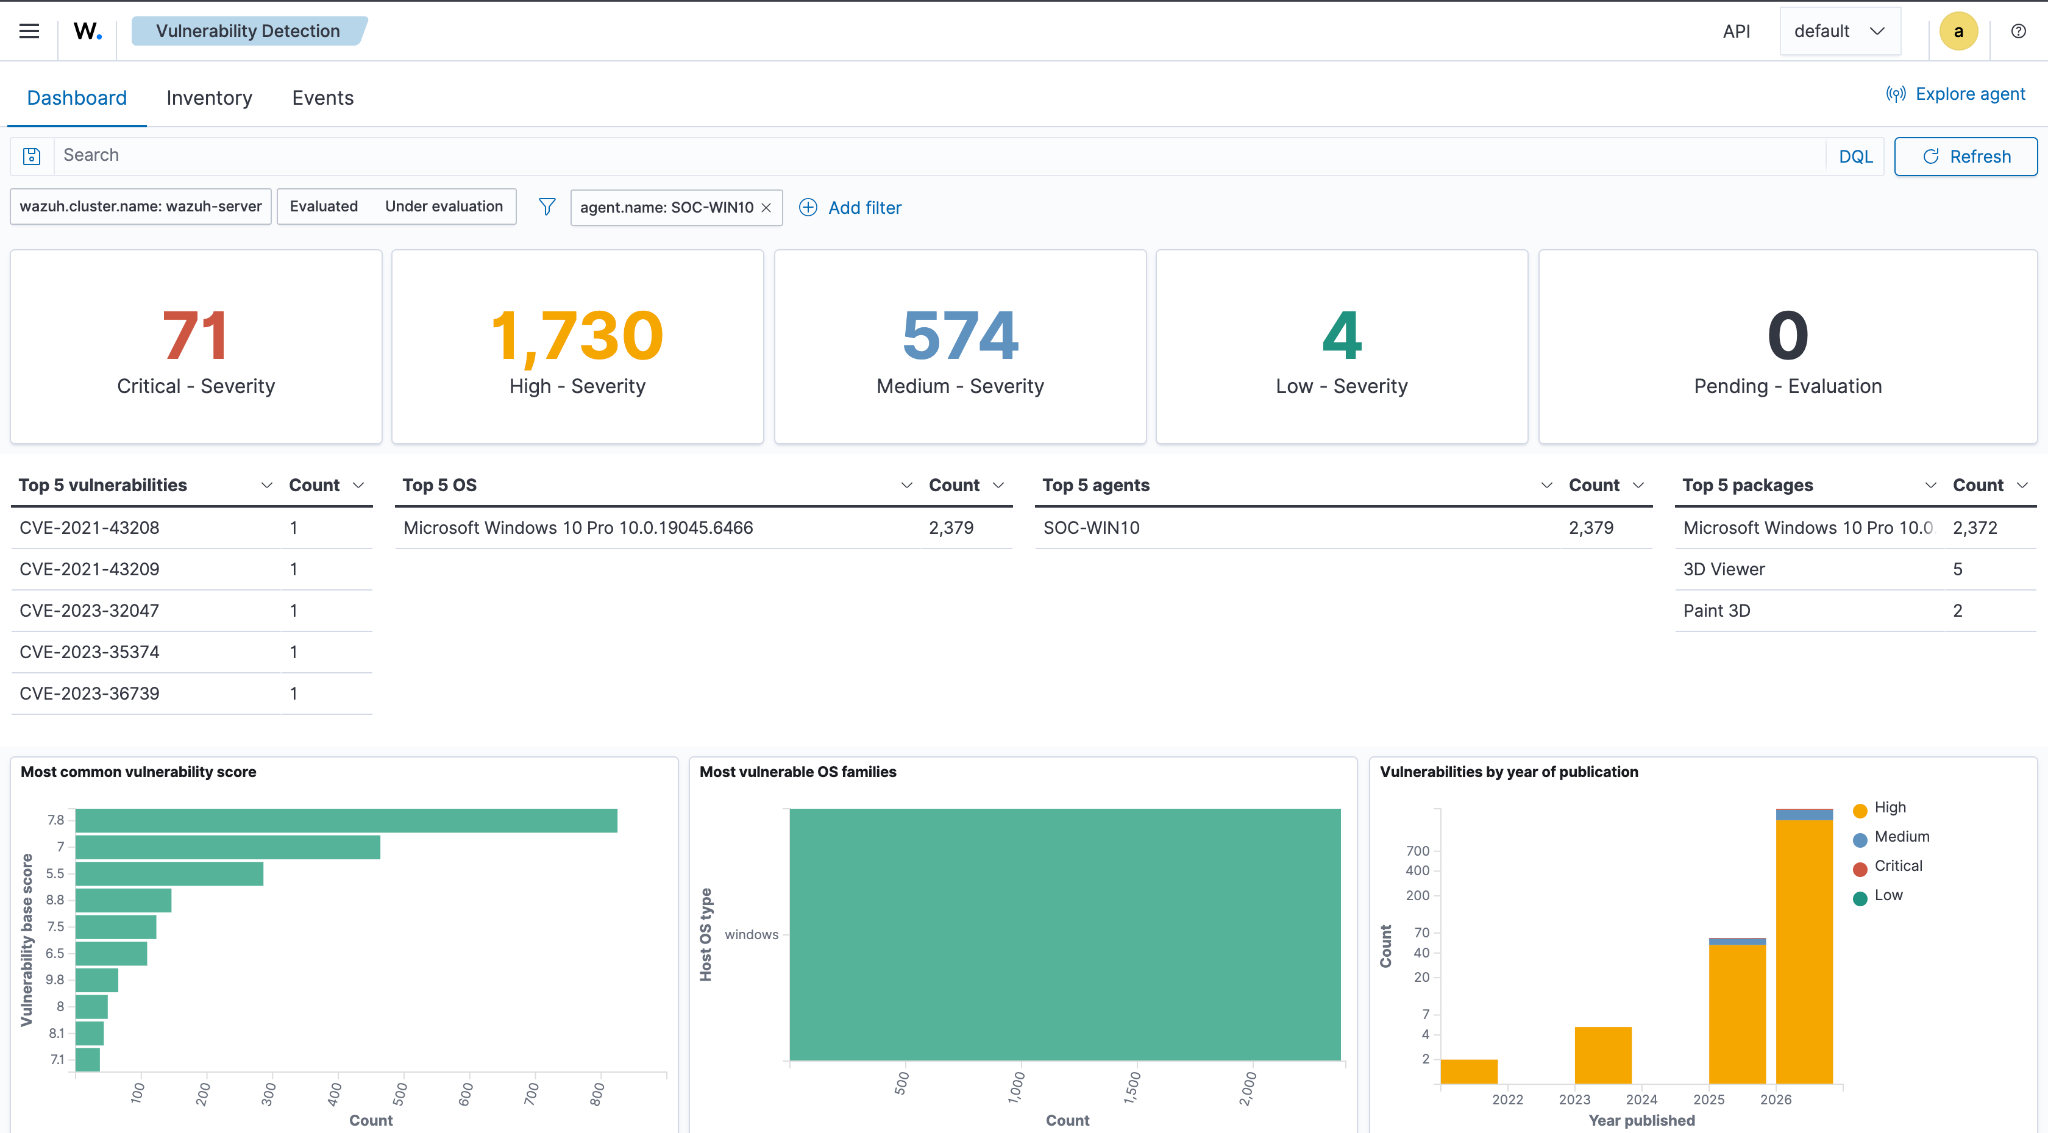 W. Vulnerability Detection API default a
Dashboard Inventory Events Explore agent
Search DQL Refresh
wazuh.cluster.name: wazuh-server Evaluated Under evaluation agent.name: SOC-WIN10 Add filter
71 1,730 574 4 0
Critical - Severity High - Severity Medium - Severity Low - Severity Pending - Evaluation
Top 5 vulnerabilities Count
CVE-2021-43208 1
CVE-2021-43209 1
CVE-2023-32047 1
CVE-2023-35374 1
CVE-2023-36739 1
Top 5 OS Count
Microsoft Windows 10 Pro 10.0.19045.6466 2,379
Top 5 agents Count
SOC-WIN10 2,379
Top 5 packages Count
Microsoft Windows 10 Pro 10.0 2,372
3D Viewer 5
Paint 3D 2
Most common vulnerability score
Vulnerability base score
7.8
7
5.5
8.8
7.5
6.5
9.8
8
8.1
7.1
100 200 300 400 500 600 700 800
Count
Most vulnerable OS families
Host OS type
windows
500 1,000 1,500 2,000
Count
Vulnerabilities by year of publication
Count
700
400
200
70
40
20
7
4
2
2022 2023 2024 2025 2026
Year published
High
Medium
Critical
Low